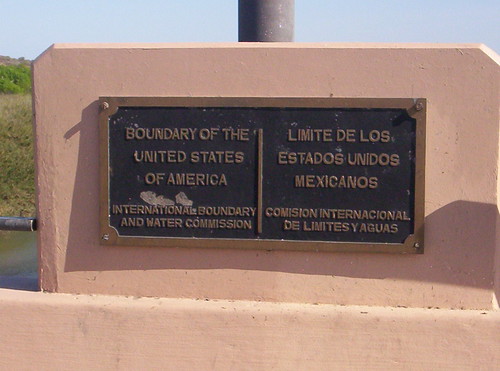 BOUNDARY OF THE
UNITED STATES
OF AMERICA
INTERNATIONAL BOUNDARY
AND WATER COMMISSION
LIMITE DE LOS
ESTADOS UNIDOS
MEXICANOS
COMISION INTERNACIONAL
DE LIMITES Y AGUAS